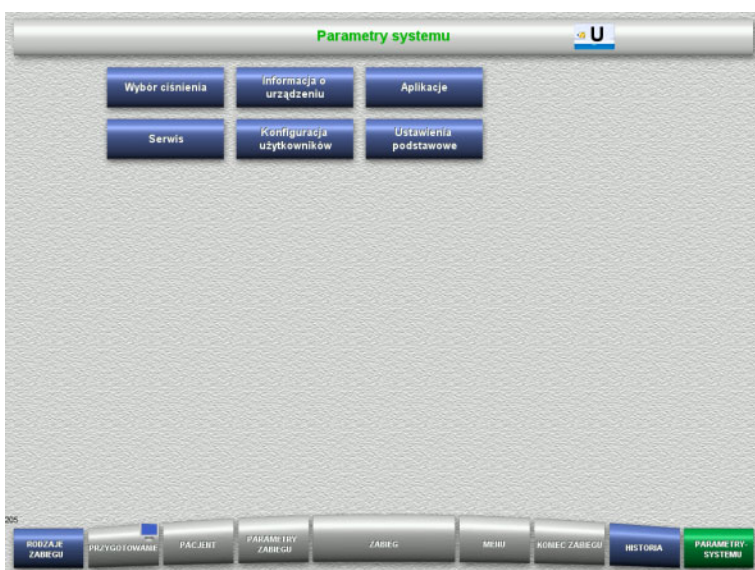 Parametry systemu
U
Wybór ciśnienia
Informacja o
urządzeniu
Aplikacje
Serwis
Konfiguracja
użytkowników
Ustawienia
podstawowe
205
RODZAJE
ZABIEGU
PRZYGOTOWANIE
PACJENT
PARAMETRY
ZABIEGU
ZABIEG
MENU
KONIEC ZABIEGU
HISTORIA
PARAMETRY-
SYSTEMU